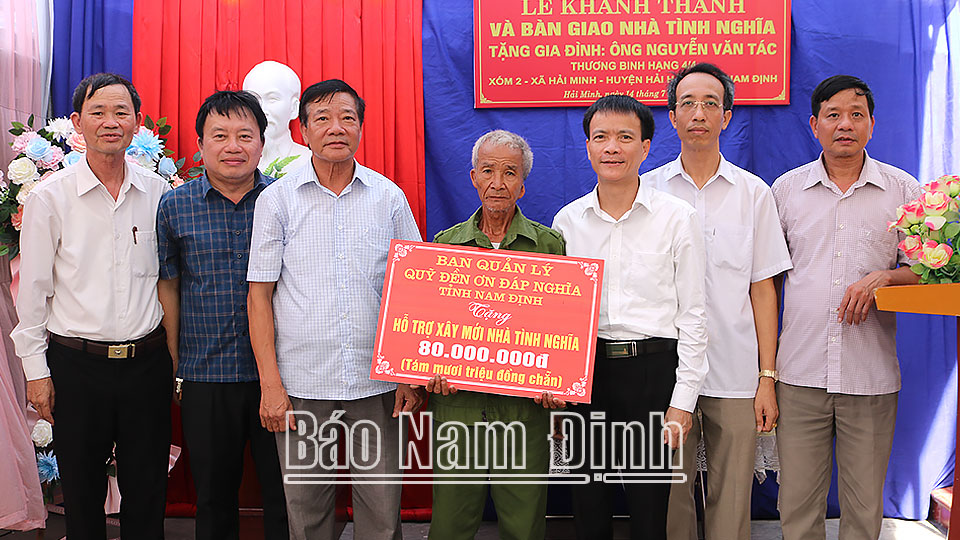 LỄ KHÁNH THÀNH
VÀ BÀN GIAO NHÀ TÌNH NGHĨA
TẶNG GIA ĐÌNH: ÔNG NGUYỄN VĂN TÁC
THƯƠNG BINH HẠNG 4/4
XÓM 2 - XÃ HẢI MINH - HUYỆN HẢI H NAM ĐỊNH
Hải Minh, ngày 14 tháng 7
BAN QUẢN LÝ
QUỸ ĐỀN ƠN ĐÁP NGHĨA
TỈNH NAM ĐỊNH
Tặng
HỖ TRỢ XÂY MỚI NHÀ TÌNH NGHĨA
80.000.000đ
(Tám mươi triệu đồng chẵn)
Báo Nam Định